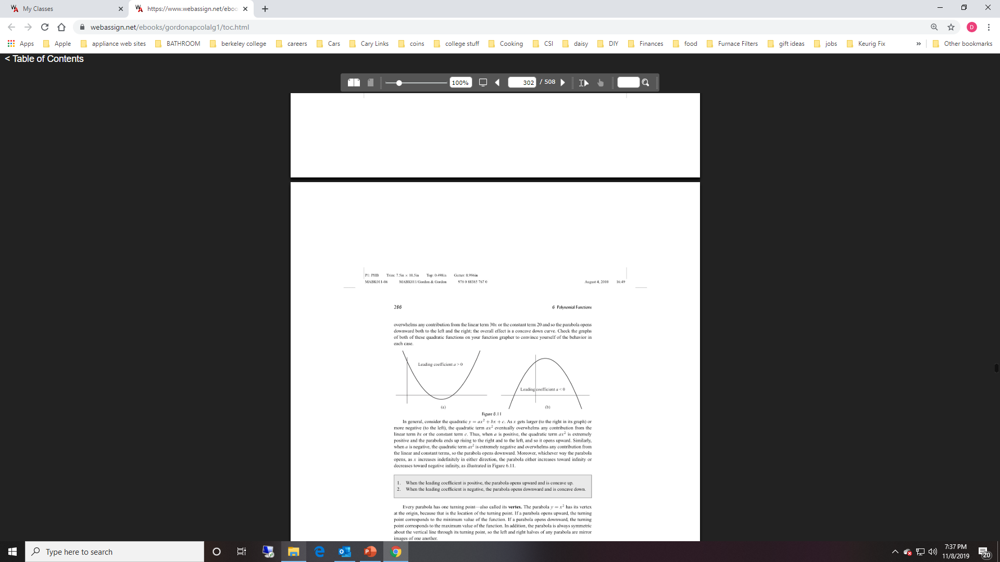 My Classes
https://www.webassign.net/eboo
webassign.net/ebooks/gordonapcolalg1/toc.html
D
Apps Apple appliance web sites BATHROOM berkeley college careers Cars Cary Links coins college stuff Cooking CSI daisy DIY Finances food Furnace Filters gift ideas jobs Keurig Fix » Other bookmarks
< Table of Contents
100% 302 / 508
P1: PHB Trim: 7.5in × 10.5in Top: 0.498in Gutter: 0.996in
MABK011-06 MABK011/Gordon & Gordon 978 0 88385 767 0 August 4, 2010 16:49
286 6 Polynomial Functions
overwhelms any contribution from the linear term 30x or the constant term 20 and so the parabola opens
downward both to the left and the right; the overall effect is a concave down curve. Check the graphs
of both of these quadratic functions on your function grapher to convince yourself of the behavior in
each case.
Leading coefficient a > 0
Leading coefficient a < 0
(a) (b)
Figure 6.11
In general, consider the quadratic y = ax² + bx + c. As x gets larger (to the right in its graph) or
more negative (to the left), the quadratic term ax² eventually overwhelms any contribution from the
linear term bx or the constant term c. Thus, when a is positive, the quadratic term ax² is extremely
positive and the parabola ends up rising to the right and to the left, and so it opens upward. Similarly,
when a is negative, the quadratic term ax² is extremely negative and overwhelms any contribution from
the linear and constant terms, so the parabola opens downward. Moreover, whichever way the parabola
opens, as x increases indefinitely in either direction, the parabola either increases toward infinity or
decreases toward negative infinity, as illustrated in Figure 6.11.
1. When the leading coefficient is positive, the parabola opens upward and is concave up.
2. When the leading coefficient is negative, the parabola opens downward and is concave down.
Every parabola has one turning point—also called its vertex. The parabola y = x² has its vertex
at the origin, because that is the location of the turning point. If a parabola opens upward, the turning
point corresponds to the minimum value of the function. If a parabola opens downward, the turning
point corresponds to the maximum value of the function. In addition, the parabola is always symmetric
about the vertical line through its turning point, so the left and right halves of any parabola are mirror
images of one another.
Type here to search
7:37 PM
11/8/2019
20